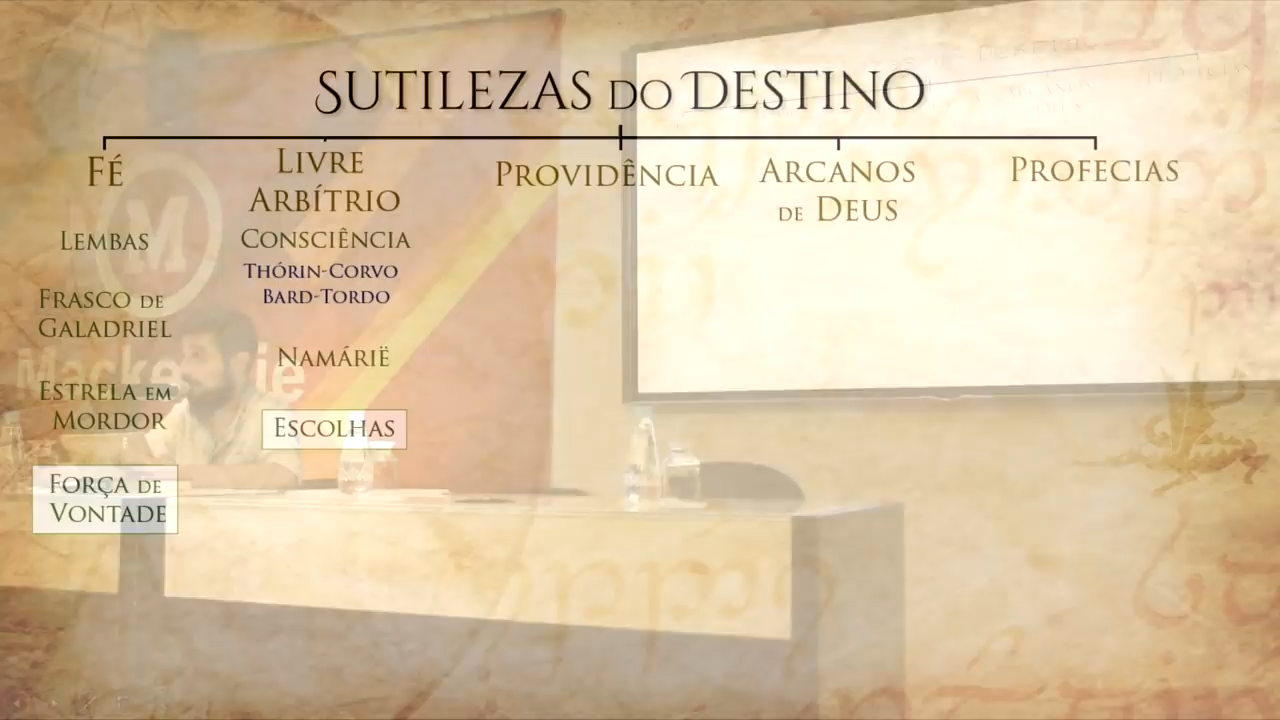 Sutilezas do Destino
Fé
Livre
Arbítrio
Providência
Arcanos
de Deus
Profecias
Lembas
Frasco de
Galadriel
Estrela em
Mordor
Força de
Vontade
Consciência
Thórin-Corvo
Bard-Tordo
Namárië
Escolhas
M